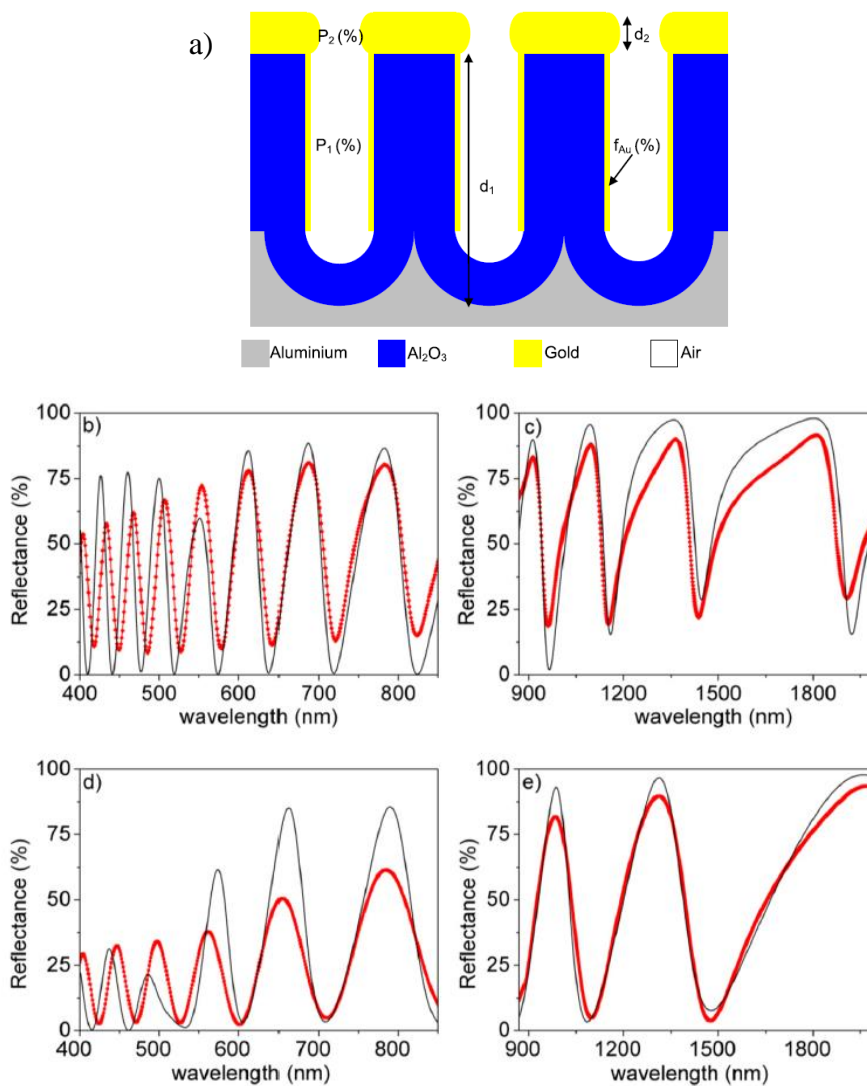 a)
P₂ (%)
d₂
P₁ (%)
f_Au (%)
d₁
Aluminium
Al₂O₃
Gold
Air
b)
100
75
50
25
0
Reflectance (%)
400 500 600 700 800
wavelength (nm)
c)
100
75
50
25
0
Reflectance (%)
900 1200 1500 1800
wavelength (nm)
d)
100
75
50
25
0
Reflectance (%)
400 500 600 700 800
wavelength (nm)
e)
100
75
50
25
0
Reflectance (%)
900 1200 1500 1800
wavelength (nm)